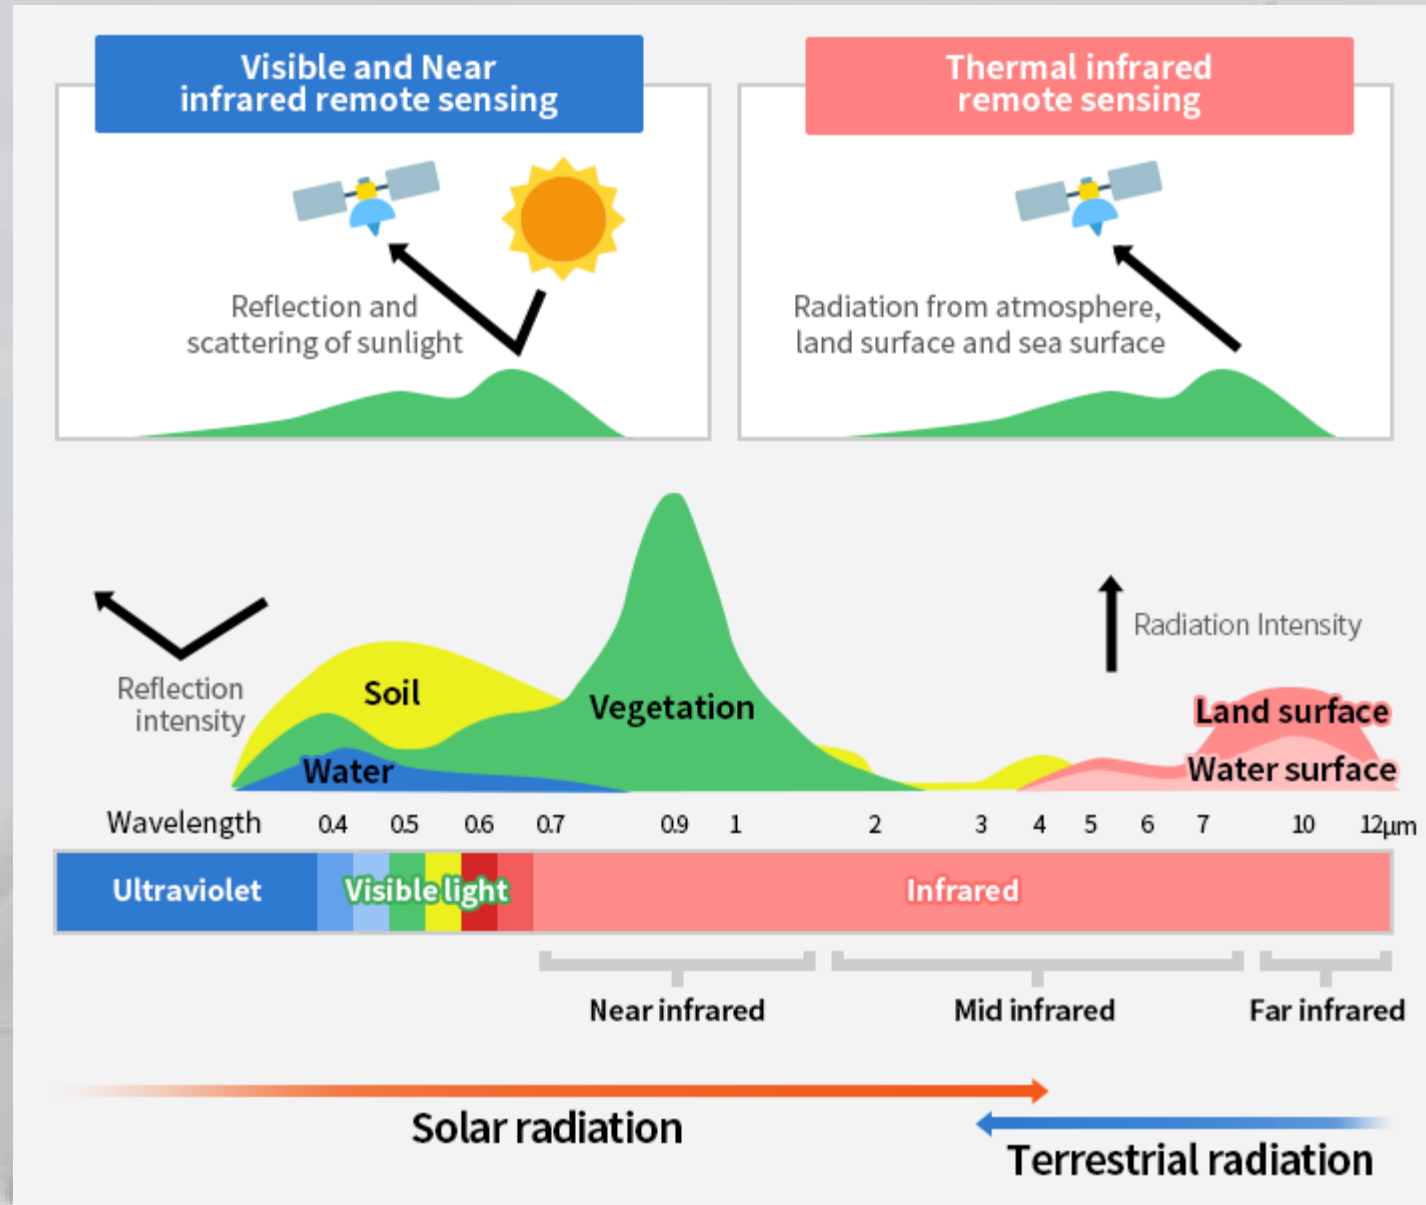 Visible and Near
infrared remote sensing
Thermal infrared
remote sensing
Reflection and
scattering of sunlight
Radiation from atmosphere,
land surface and sea surface
Reflection
intensity
Soil
Vegetation
Water
Radiation Intensity
Land surface
Water surface
Wavelength 0.4 0.5 0.6 0.7 0.9 1 2 3 4 5 6 7 10 12μm
Ultraviolet Visible light Infrared
Near infrared Mid infrared Far infrared
Solar radiation
Terrestrial radiation